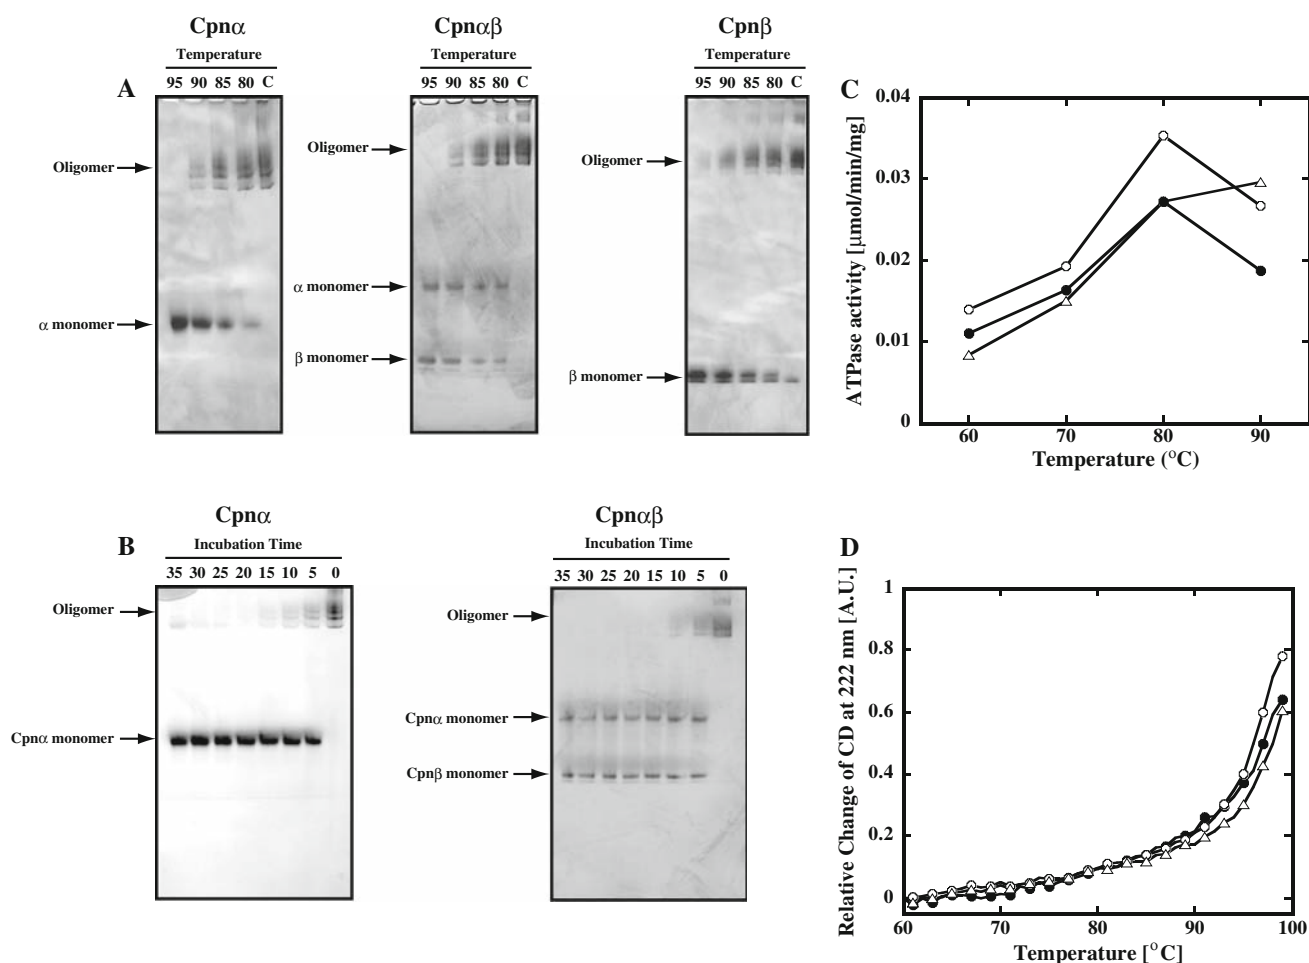 Cpnα
Temperature
95 90 85 80 C
A
Oligomer
α monomer
Cpnαβ
Temperature
95 90 85 80 C
Oligomer
α monomer
β monomer
Cpnβ
Temperature
95 90 85 80 C
Oligomer
β monomer
C
ATPase activity [μmol/min/mg]
0.04
0.03
0.02
0.01
0
60 70 80 90
Temperature (°C)
B
Cpnα
Incubation Time
35 30 25 20 15 10 5 0
Oligomer
Cpnα monomer
Cpnαβ
Incubation Time
35 30 25 20 15 10 5 0
Oligomer
Cpnα monomer
Cpnβ monomer
D
Relative Change of CD at 222 nm [A.U.]
1
0.8
0.6
0.4
0.2
0
60 70 80 90 100
Temperature [°C]